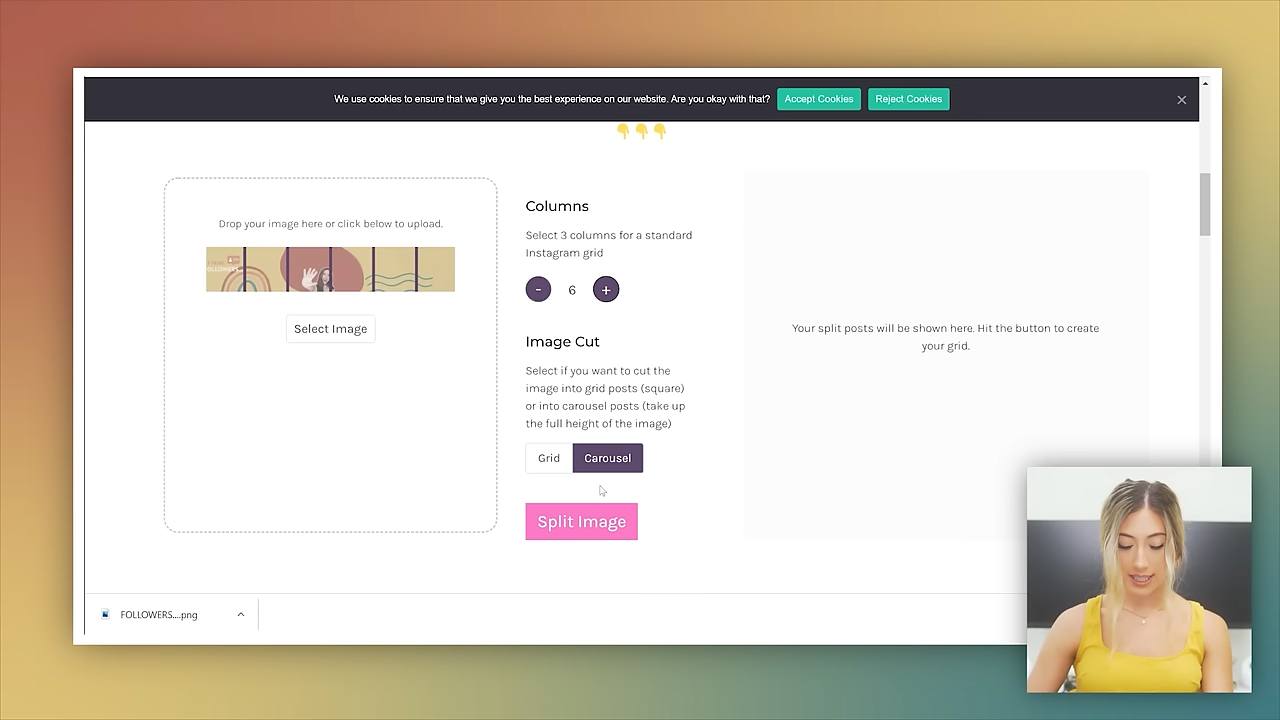 We use cookies to ensure that we give you the best experience on our website. Are you okay with that? Accept Cookies Reject Cookies
Drop your image here or click below to upload.
FOLLOWERS
Select Image
Columns
Select 3 columns for a standard
Instagram grid
- 6 +
Image Cut
Select if you want to cut the
image into grid posts (square)
or into carousel posts (take up
the full height of the image)
Grid Carousel
Split Image
Your split posts will be shown here. Hit the button to create
your grid.
FOLLOWERS....png